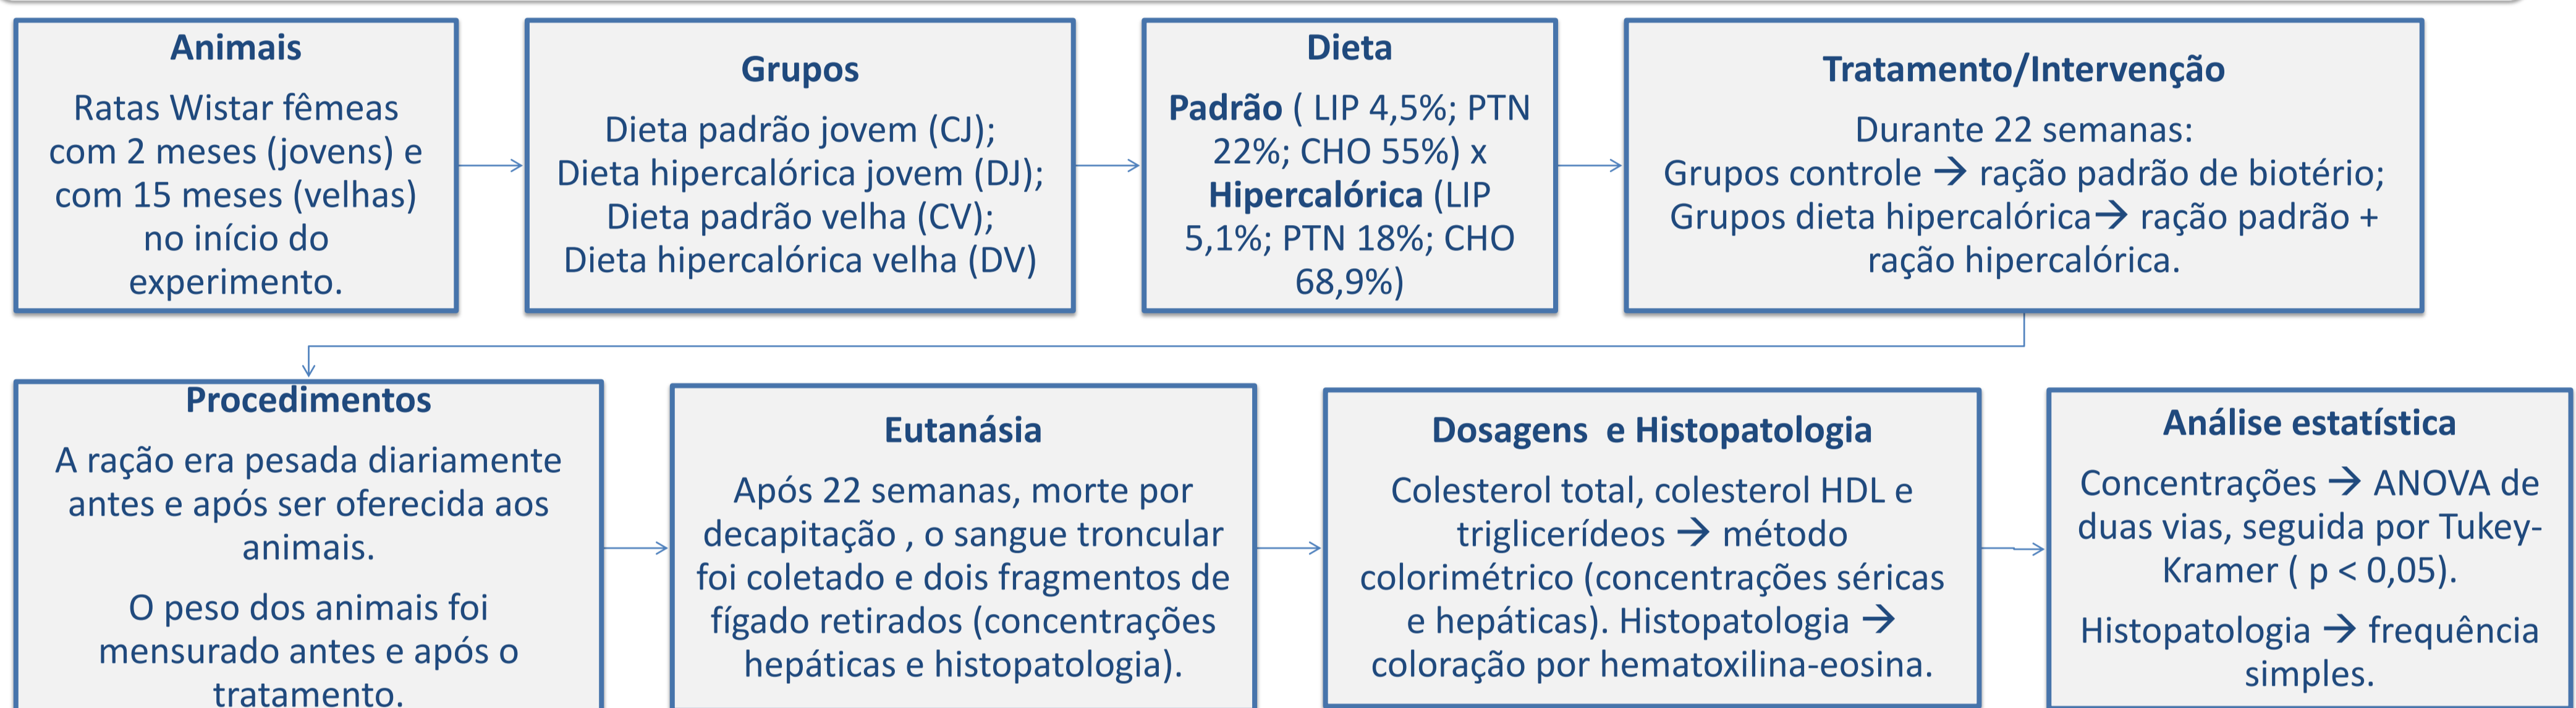 Animais
Ratas Wistar fêmeas
com 2 meses (jovens) e
com 15 meses (velhas)
no início do
experimento.
Grupos
Dieta padrão jovem (CJ);
Dieta hipercalórica jovem (DJ);
Dieta padrão velha (CV);
Dieta hipercalórica velha (DV)
Dieta
Padrão ( LIP 4,5%; PTN
22%; CHO 55%) x
Hipercalórica (LIP
5,1%; PTN 18%; CHO
68,9%)
Tratamento/Intervenção
Durante 22 semanas:
Grupos controle → ração padrão de biotério;
Grupos dieta hipercalórica→ ração padrão +
ração hipercalórica.
Procedimentos
A ração era pesada diariamente
antes e após ser oferecida aos
animais.
O peso dos animais foi
mensurado antes e após o
tratamento.
Eutanásia
Após 22 semanas, morte por
decapitação , o sangue troncular
foi coletado e dois fragmentos de
fígado retirados (concentrações
hepáticas e histopatologia).
Dosagens  e Histopatologia
Colesterol total, colesterol HDL e
triglicerídeos → método
colorimétrico (concentrações séricas
e hepáticas). Histopatologia →
coloração por hematoxilina-eosina.
Análise estatística
Concentrações → ANOVA de
duas vias, seguida por Tukey-
Kramer ( p < 0,05).
Histopatologia → frequência
simples.